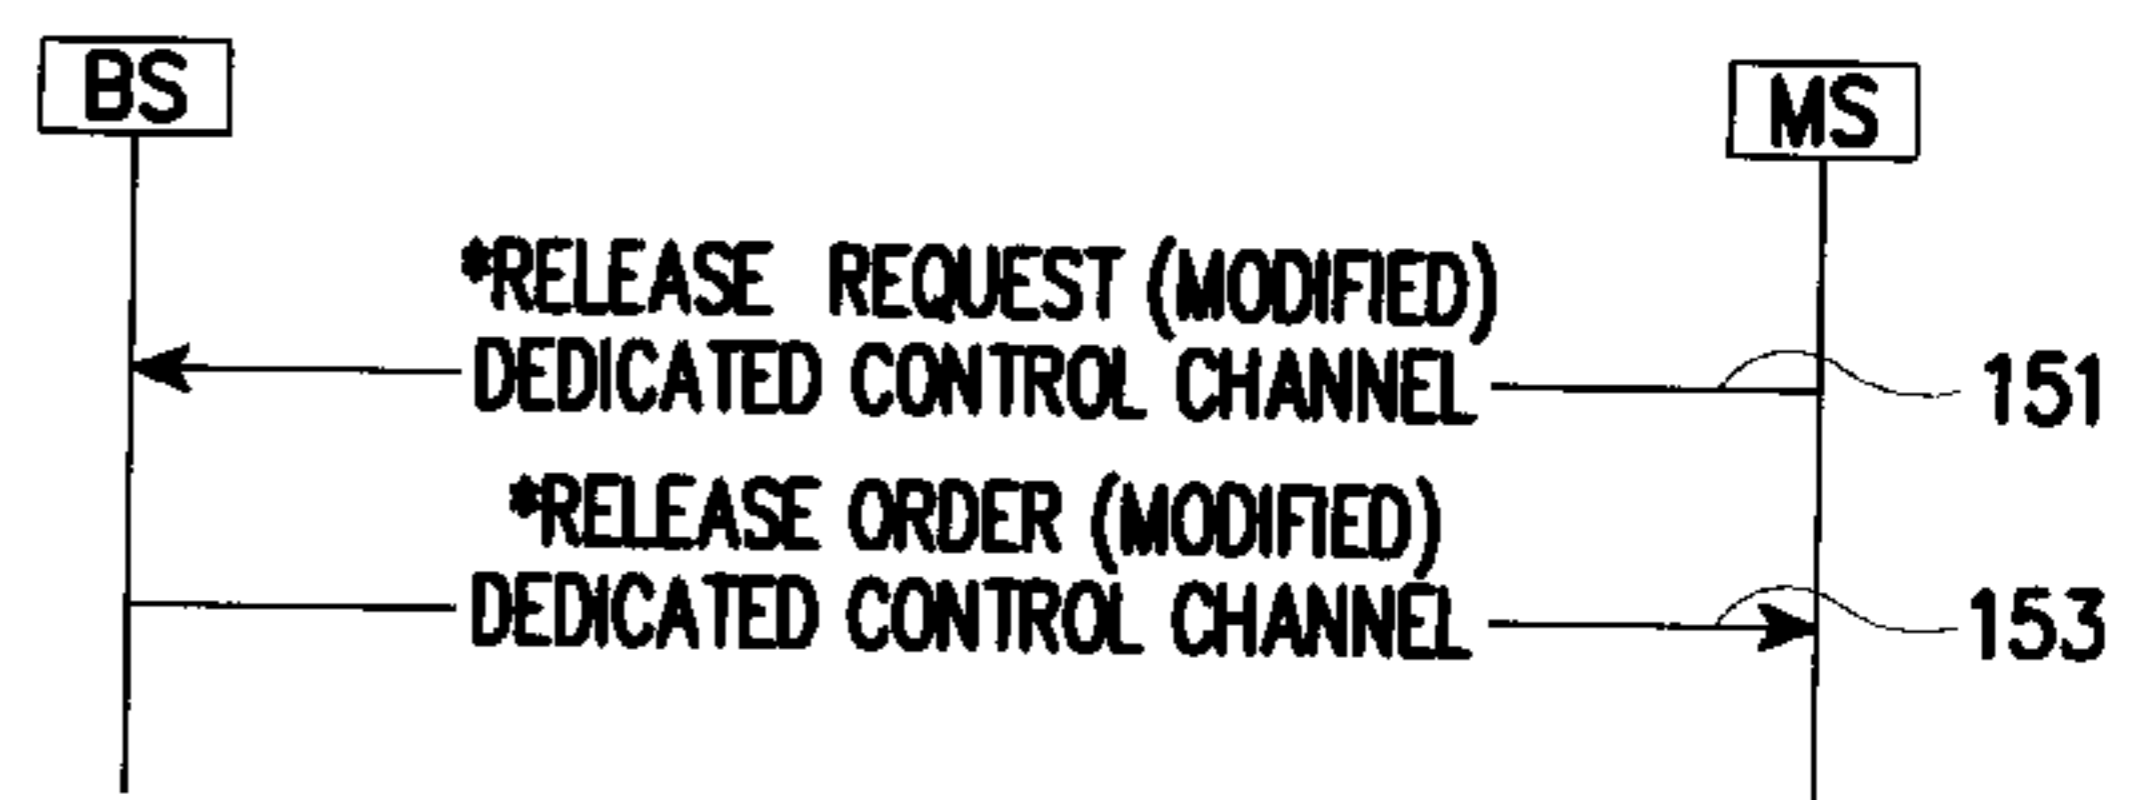 BS
MS
*RELEASE REQUEST (MODIFIED)
DEDICATED CONTROL CHANNEL
151
*RELEASE ORDER (MODIFIED)
DEDICATED CONTROL CHANNEL
153